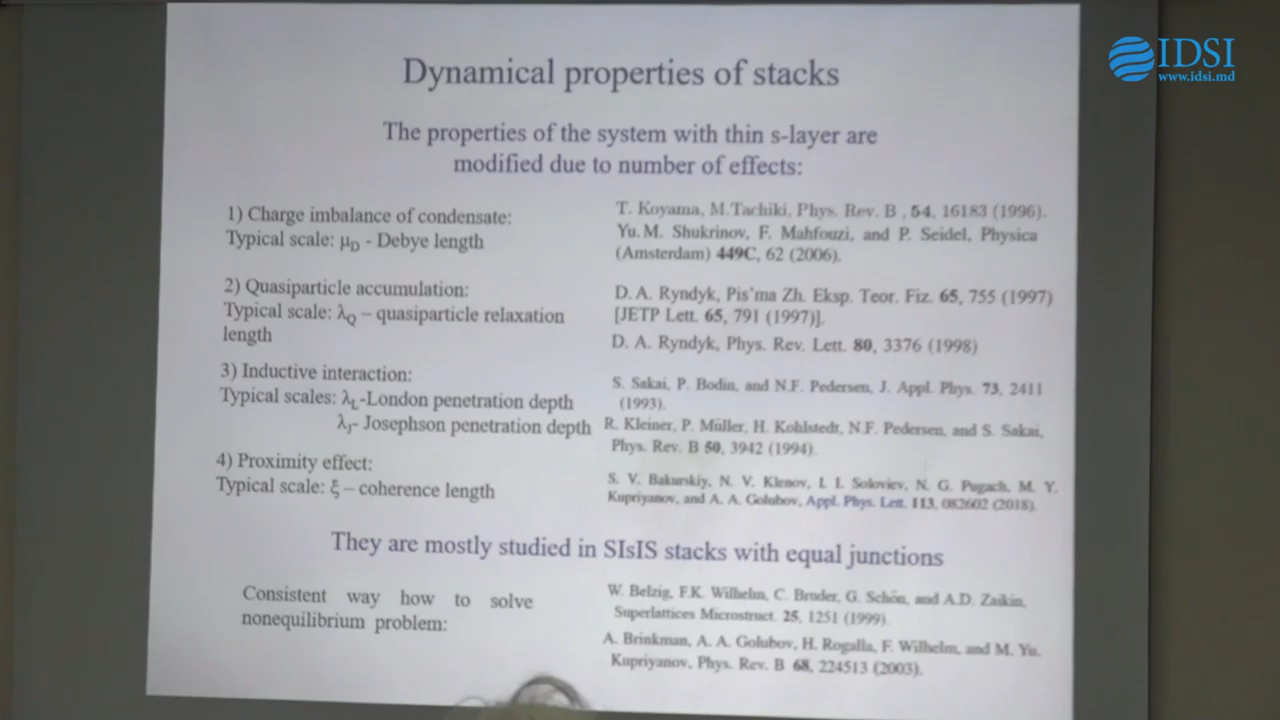 IDSI
www.idsi.md
Dynamical properties of stacks
The properties of the system with thin s-layer are
modified due to number of effects:
1) Charge imbalance of condensate:
Typical scale: μD - Debye length
T. Koyama, M.Tachiki, Phys. Rev. B , 54, 16183 (1996).
Yu. M. Shukrinov, F. Mahfouzi, and P. Seidel, Physica
(Amsterdam) 449C, 62 (2006).
2) Quasiparticle accumulation:
Typical scale: λQ – quasiparticle relaxation
length
D. A. Ryndyk, Pis'ma Zh. Eksp. Teor. Fiz. 65, 755 (1997)
[JETP Lett. 65, 791 (1997)].
D. A. Ryndyk, Phys. Rev. Lett. 80, 3376 (1998)
3) Inductive interaction:
Typical scales: λL-London penetration depth
λJ- Josephson penetration depth
S. Sakai, P. Bodin, and N.F. Pedersen, J. Appl. Phys. 73, 2411
(1993).
R. Kleiner, P. Müller, H. Kohlstedt, N.F. Pedersen, and S. Sakai,
Phys. Rev. B 50, 3942 (1994).
4) Proximity effect:
Typical scale: ξ – coherence length
S. V. Bakurskiy, N. V. Klenov, I. I. Soloviev, N. G. Pugach, M. Y.
Kupriyanov, and A. A. Golubov, Appl. Phys. Lett. 113, 082602 (2018).
They are mostly studied in SIsIS stacks with equal junctions
Consistent way how to solve
nonequilibrium problem:
W. Belzig, F.K. Wilhelm, C. Bruder, G. Schön, and A.D. Zaikin,
Superlattices Microstruct. 25, 1251 (1999).
A. Brinkman, A. A. Golubov, H. Rogalla, F. Wilhelm, and M. Yu.
Kupriyanov, Phys. Rev. B 68, 224513 (2003).